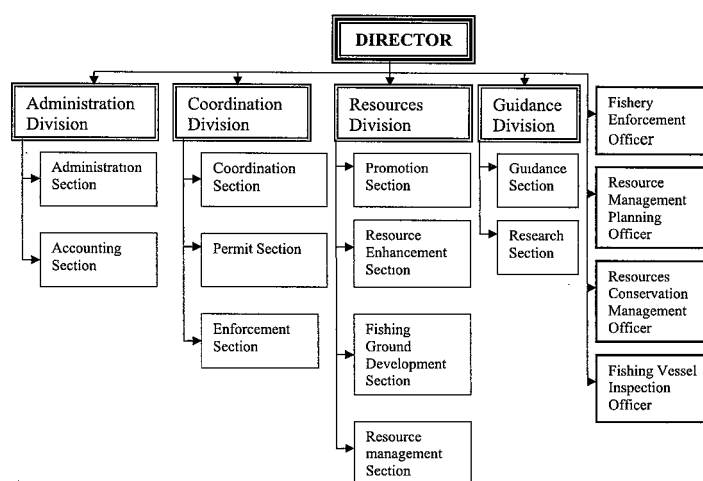 DIRECTOR
Administration
Division
Coordination
Division
Resources
Division
Guidance
Division
Fishery
Enforcement
Officer
Administration
Section
Coordination
Section
Promotion
Section
Guidance
Section
Resource
Management
Planning
Officer
Accounting
Section
Permit Section
Resource
Enhancement
Section
Research
Section
Resources
Conservation
Management
Officer
Enforcement
Section
Fishing
Ground
Development
Section
Fishing Vessel
Inspection
Officer
Resource
management
Section